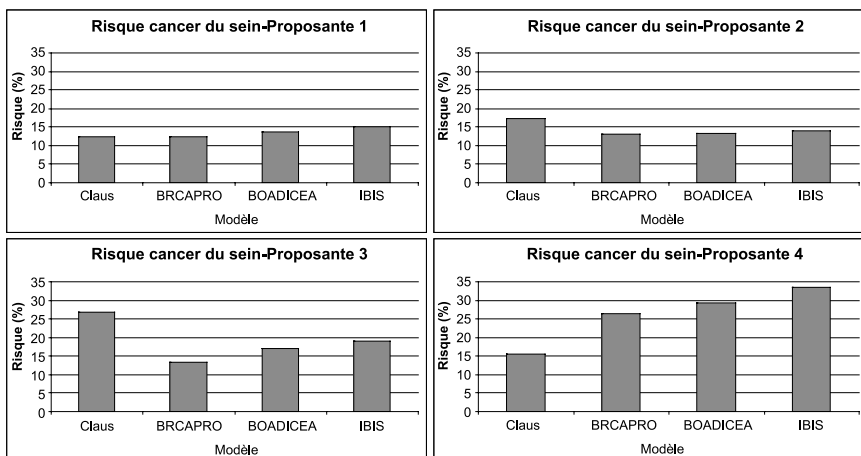 Risque cancer du sein-Proposante 1
Risque (%)
35
30
25
20
15
10
5
0
Claus BRCAPRO BOADICEA IBIS
Modèle
Risque cancer du sein-Proposante 2
Risque (%)
35
30
25
20
15
10
5
0
Claus BRCAPRO BOADICEA IBIS
Modèle
Risque cancer du sein-Proposante 3
Risque (%)
35
30
25
20
15
10
5
0
Claus BRCAPRO BOADICEA IBIS
Modèle
Risque cancer du sein-Proposante 4
Risque (%)
35
30
25
20
15
10
5
0
Claus BRCAPRO BOADICEA IBIS
Modèle